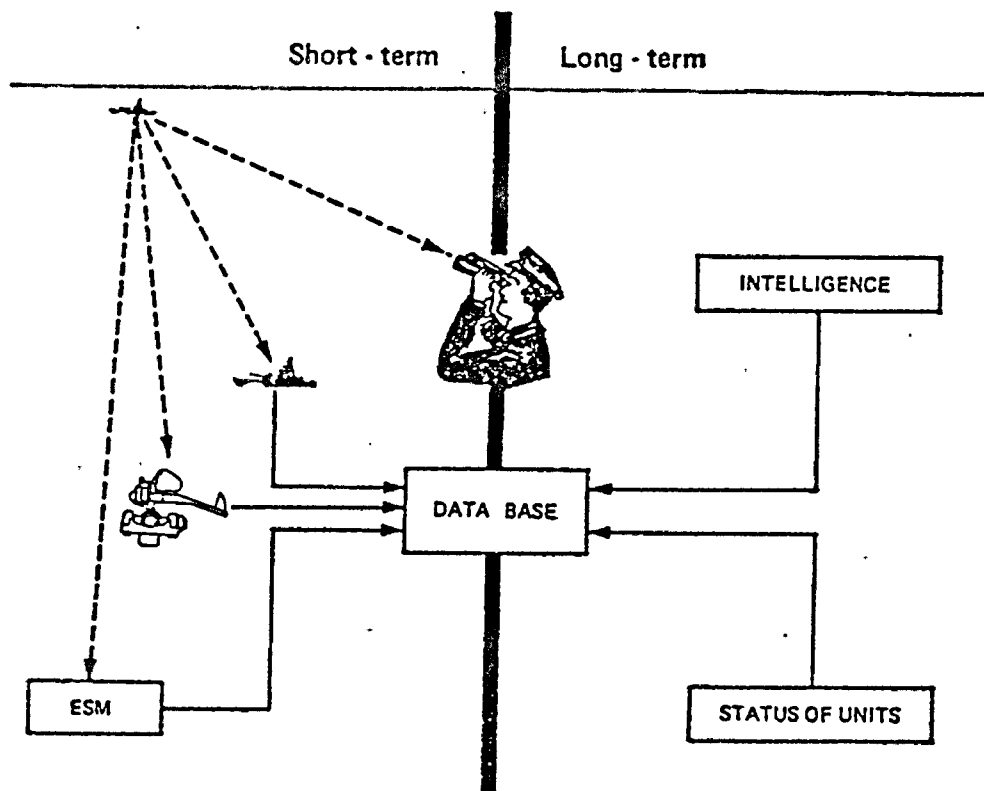 Short - term
Long - term
INTELLIGENCE
DATA BASE
ESM
STATUS OF UNITS